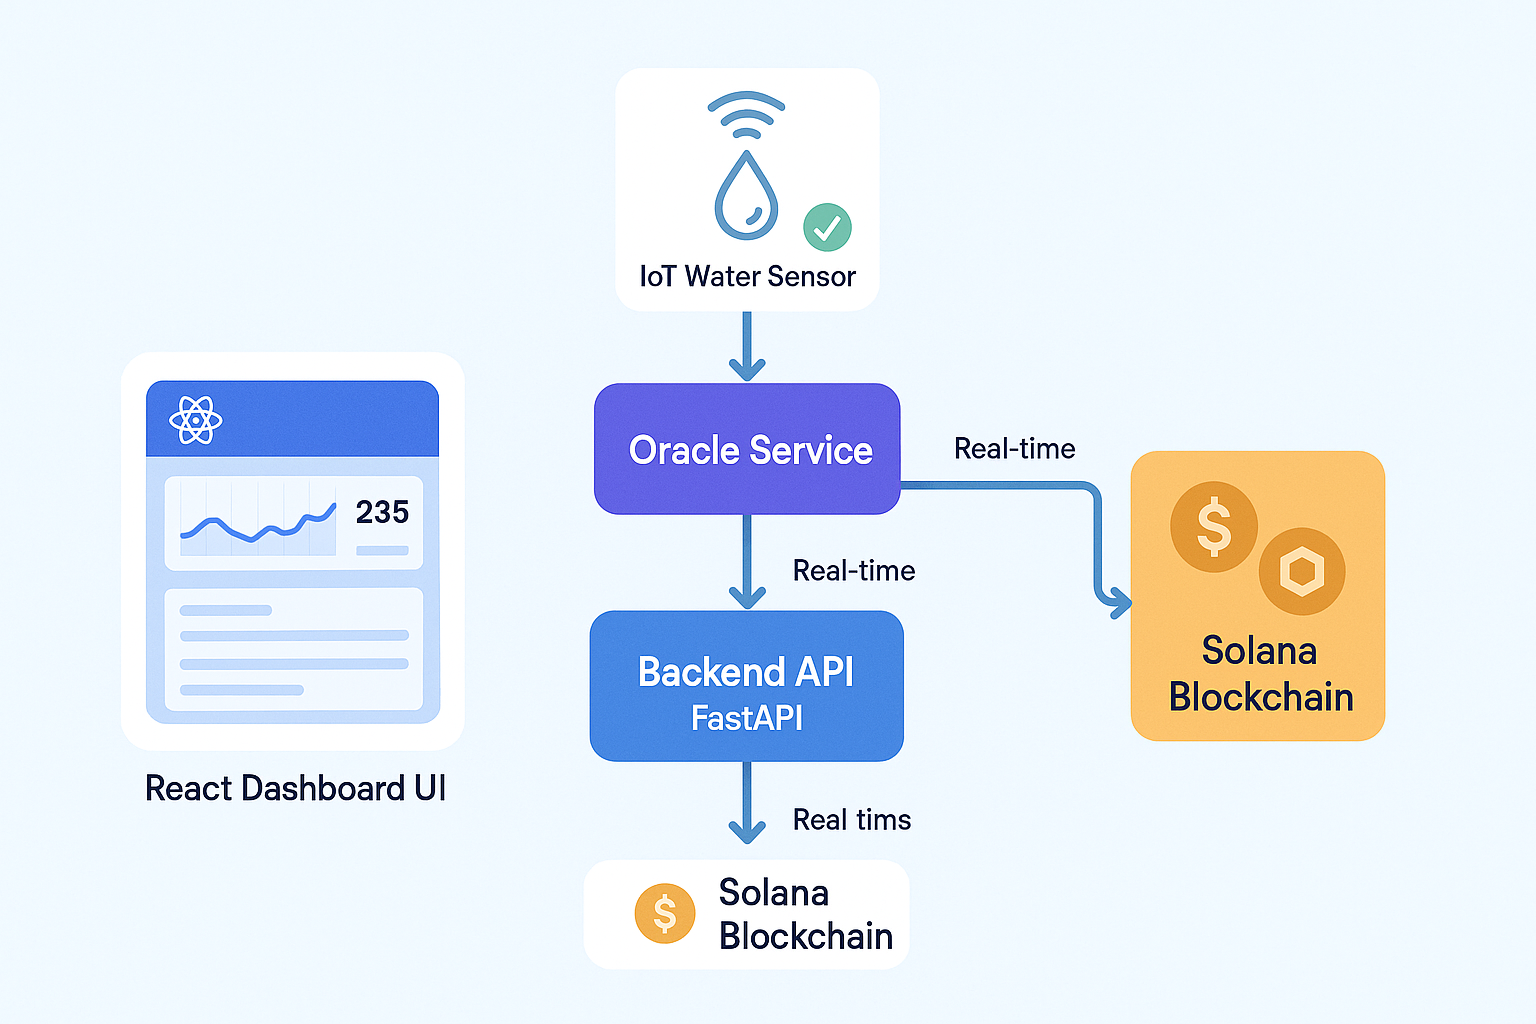 IoT Water Sensor
Oracle Service
Real-time
Real-time
235
Backend API
FastAPI
Solana
Blockchain
React Dashboard UI
Real tims
Solana
Blockchain